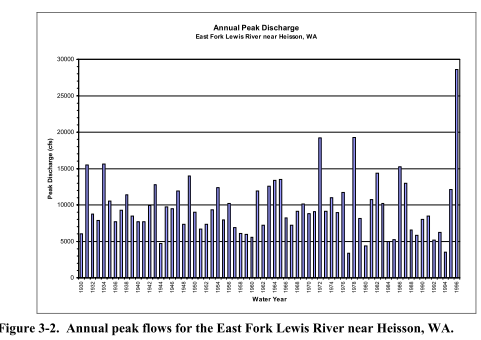 Annual Peak Discharge
East Fork Lewis River near Heisson, WA
30000
25000
20000
15000
10000
5000
0
Peak Discharge (cfs)
1930 1932 1934 1936 1938 1940 1942 1944 1946 1948 1950 1952 1954 1956 1958 1960 1962 1964 1966 1968 1970 1972 1974 1976 1978 1980 1982 1984 1986 1988 1990 1992 1994 1996
Water Year
Figure 3-2. Annual peak flows for the East Fork Lewis River near Heisson, WA.